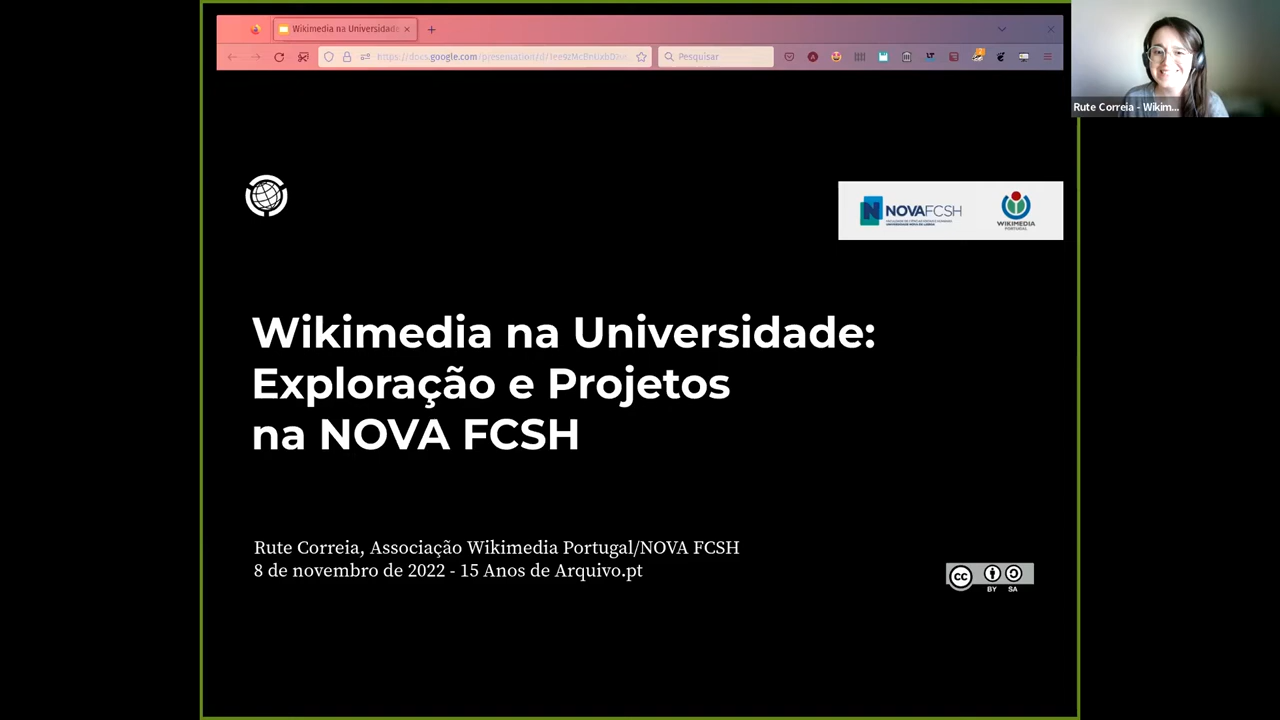 Wikimedia na Universidade
Pesquisar
Rute Correia - Wikim...
NOVAFCSH
WIKIMEDIA
PORTUGAL
Wikimedia na Universidade:
Exploração e Projetos
na NOVA FCSH
Rute Correia, Associação Wikimedia Portugal/NOVA FCSH
8 de novembro de 2022 - 15 Anos de Arquivo.pt
cc
BY SA